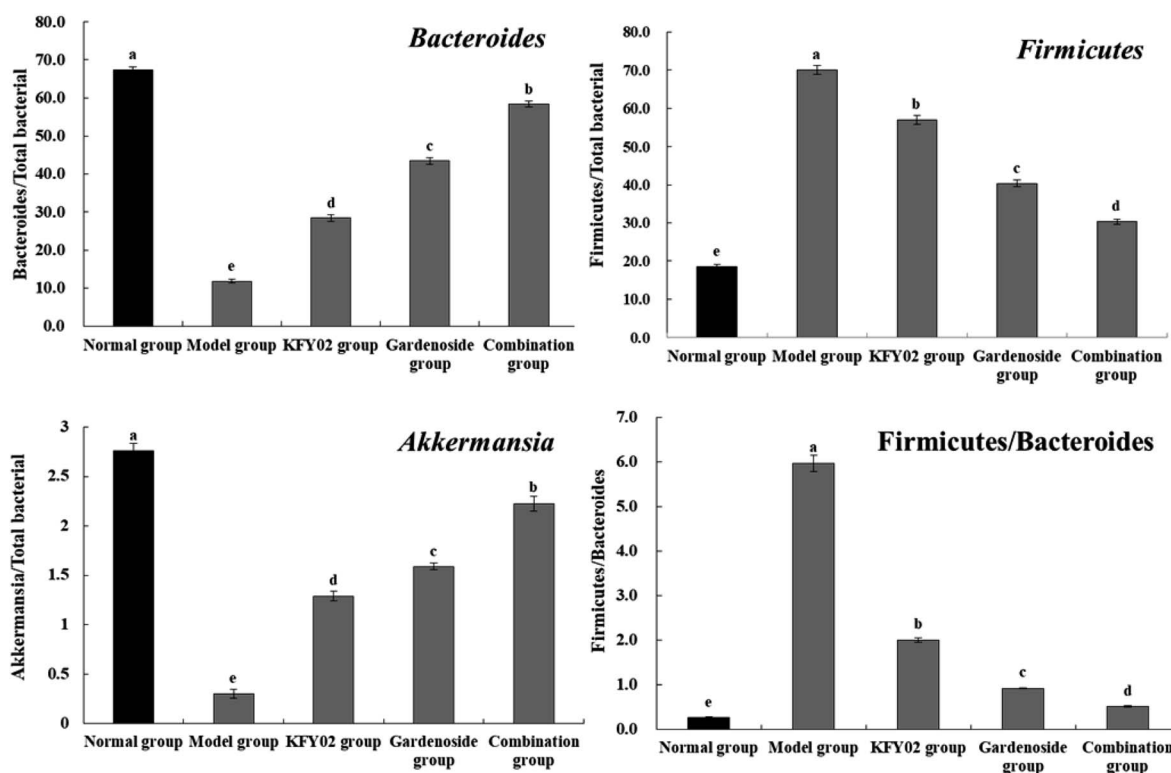 Bacteroides
Bacteroides/Total bacterial
80.0
70.0
60.0
50.0
40.0
30.0
20.0
10.0
0.0
a
e
d
c
b
Normal group
Model group
KFY02 group
Gardenoside
group
Combination
group
Firmicutes
Firmicutes/Total bacterial
80.0
70.0
60.0
50.0
40.0
30.0
20.0
10.0
0.0
e
a
b
c
d
Normal group
Model group
KFY02 group
Gardenoside
group
Combination
group
Akkermansia
Akkermansia/Total bacterial
3
2.5
2
1.5
1
0.5
0
a
e
d
c
b
Normal group
Model group
KFY02 group
Gardenoside
group
Combination
group
Firmicutes/Bacteroides
Firmicutes/Bacteroides
7.0
6.0
5.0
4.0
3.0
2.0
1.0
0.0
e
a
b
c
d
Normal group
Model group
KFY02 group
Gardenoside
group
Combination
group